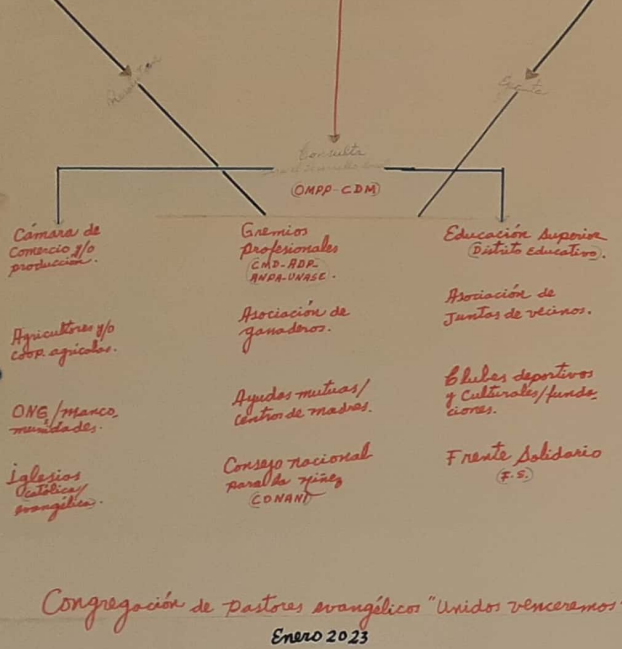 Consulta
(OMPP-CDM)
Cámara de
Comercio y/o
producción.
Gremios
profesionales
(CMD-ADP-
ANPA-UNASE).
Educación Superior
(Distrito Educativo).
Agricultores y/o
coop. agrícolas.
Asociación de
ganaderos.
Asociación de
Juntas de vecinos.
ONG/manco
munidades.
Ayudas mutuas/
centros de madres.
Clubes deportivos
y Culturales/funda-
ciones.
Iglesias
(católica/
evangélica).
Consejo nacional
para la niñez
(CONANI)
Frente Solidario
(F.S.)
Congregación de Pastores evangélicos "Unidos venceremos"
Enero 2023